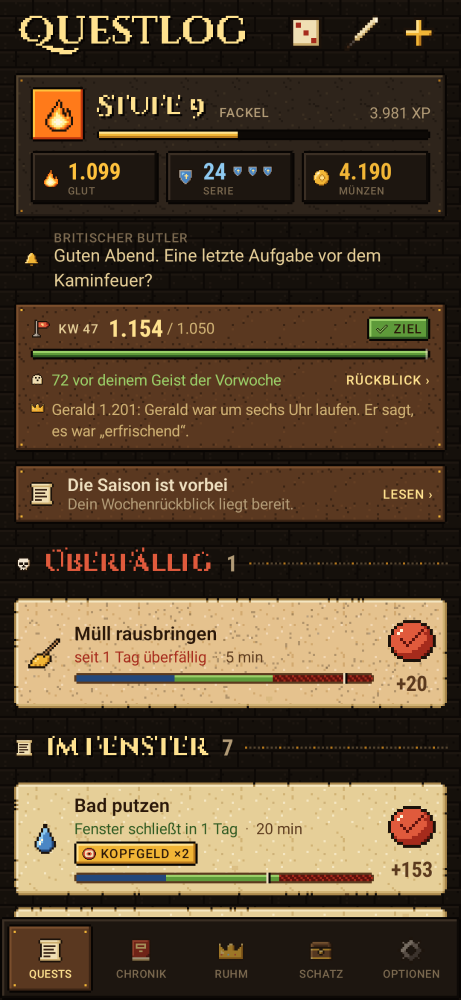 QUESTLOG
STUFE 9 FACKEL 3.981 XP
1.099 GLUT
24 SERIE
4.190 MÜNZEN
BRITISCHER BUTLER
Guten Abend. Eine letzte Aufgabe vor dem
Kaminfeuer?
KW 47 1.154 / 1.050 ZIEL
72 vor deinem Geist der Vorwoche RÜCKBLICK ›
Gerald 1.201: Gerald war um sechs Uhr laufen. Er sagt,
es war „erfrischend“.
Die Saison ist vorbei
Dein Wochenrückblick liegt bereit.
LESEN ›
ÜBERFÄLLIG 1
Müll rausbringen
seit 1 Tag überfällig · 5 min
+20
IM FENSTER 7
Bad putzen
Fenster schließt in 1 Tag · 20 min
KOPFGELD ×2
+153
QUESTS CHRONIK RUHM SCHATZ OPTIONEN